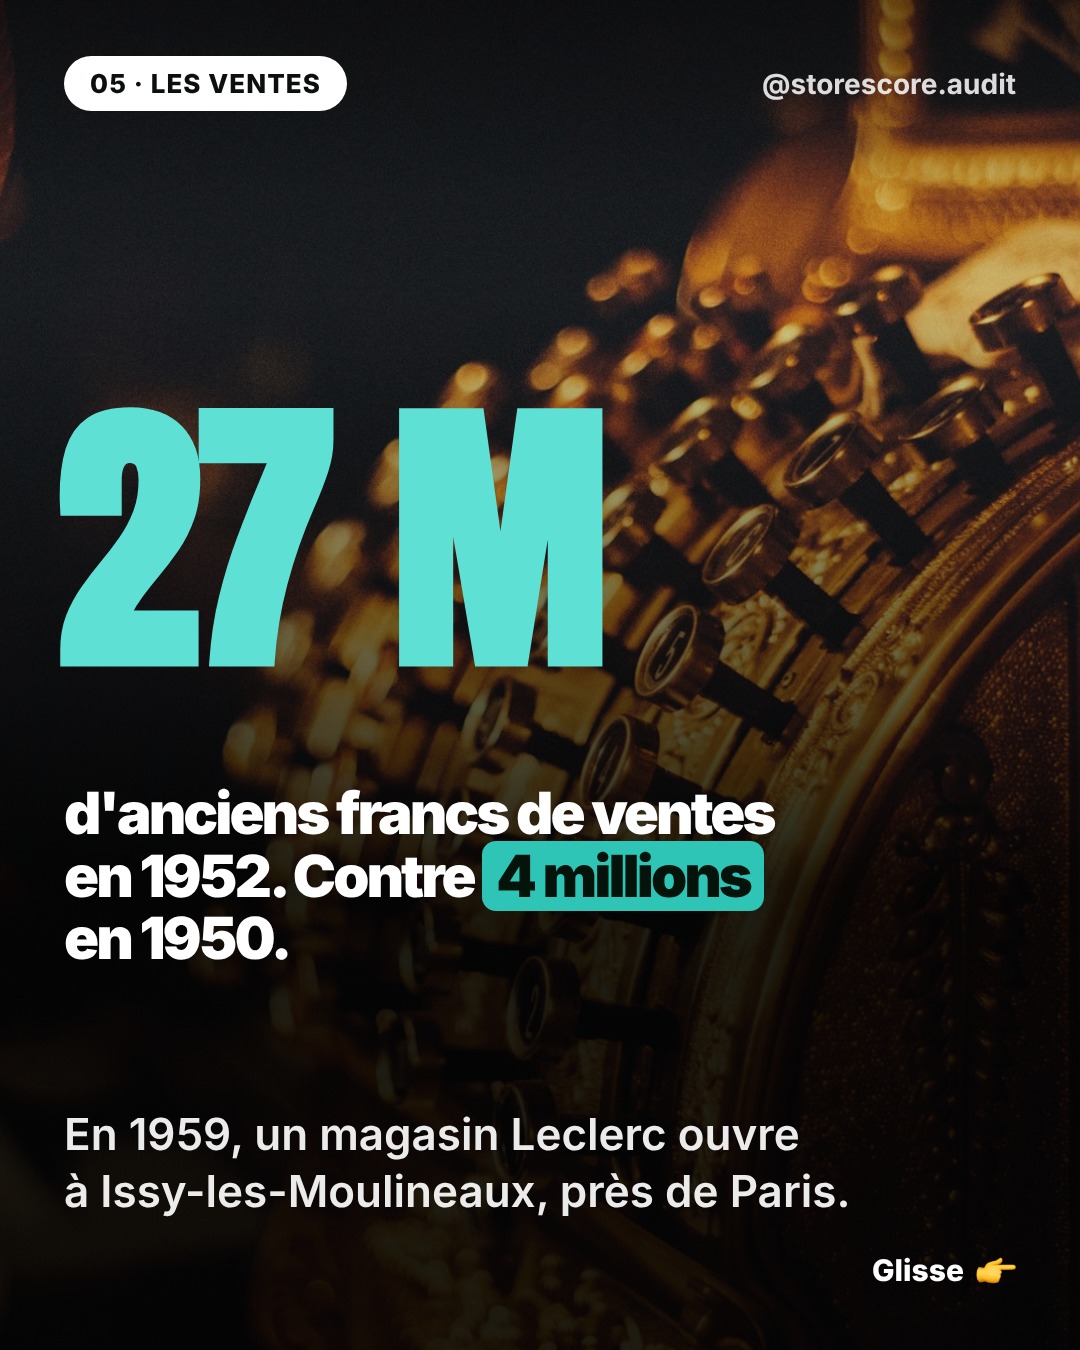 05 · LES VENTES
@storescore.audit
27 M
d'anciens francs de ventes
en 1952. Contre 4 millions
en 1950.
En 1959, un magasin Leclerc ouvre
à Issy-les-Moulineaux, près de Paris.
Glisse 👉